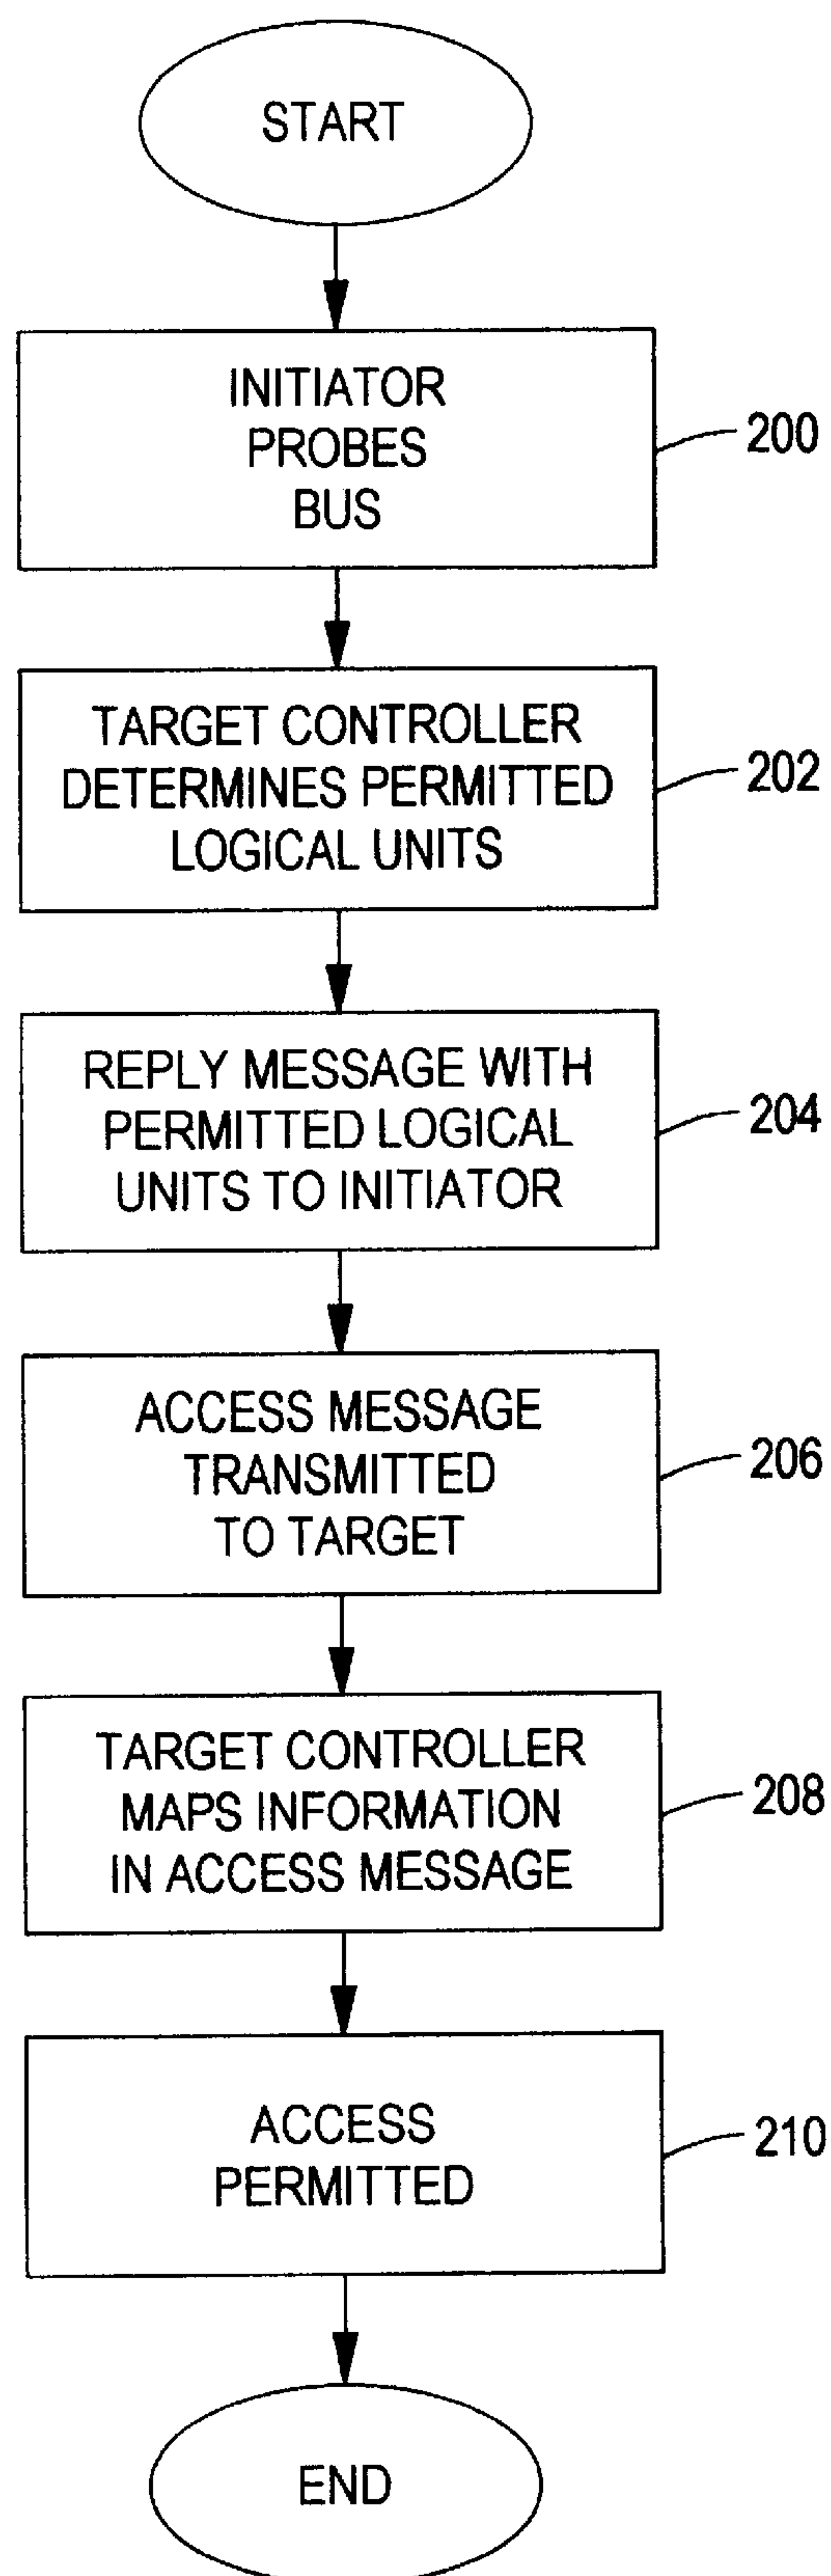 START
INITIATOR
PROBES
BUS
200
TARGET CONTROLLER
DETERMINES PERMITTED
LOGICAL UNITS
202
REPLY MESSAGE WITH
PERMITTED LOGICAL
UNITS TO INITIATOR
204
ACCESS MESSAGE
TRANSMITTED
TO TARGET
206
TARGET CONTROLLER
MAPS INFORMATION
IN ACCESS MESSAGE
208
ACCESS
PERMITTED
210
END